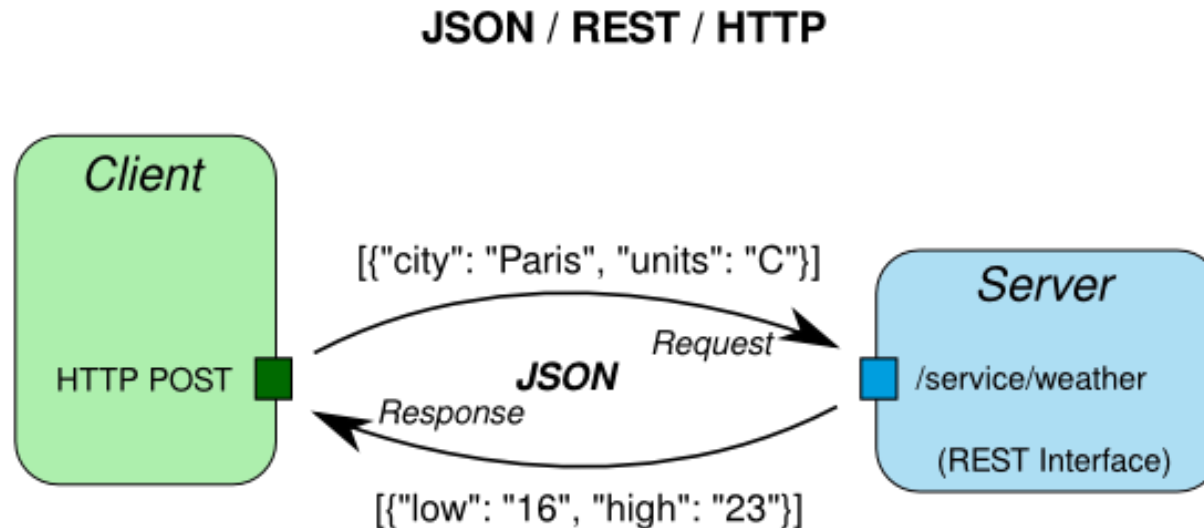 JSON / REST / HTTP
Client
[{"city": "Paris", "units": "C"}]
Server
Request
HTTP POST
JSON
/service/weather
Response
(REST Interface)
[{"low": "16", "high": "23"}]